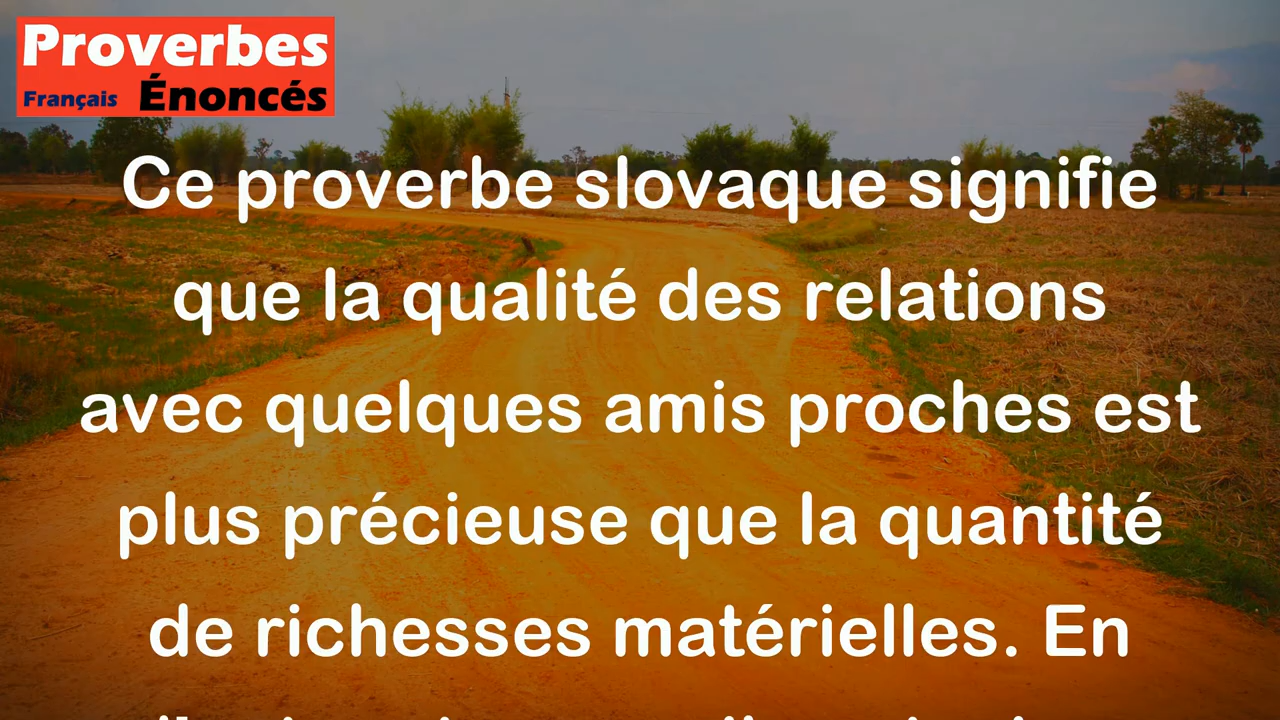 Proverbes
Français Énoncés
Ce proverbe slovaque signifie
que la qualité des relations
avec quelques amis proches est
plus précieuse que la quantité
de richesses matérielles. En